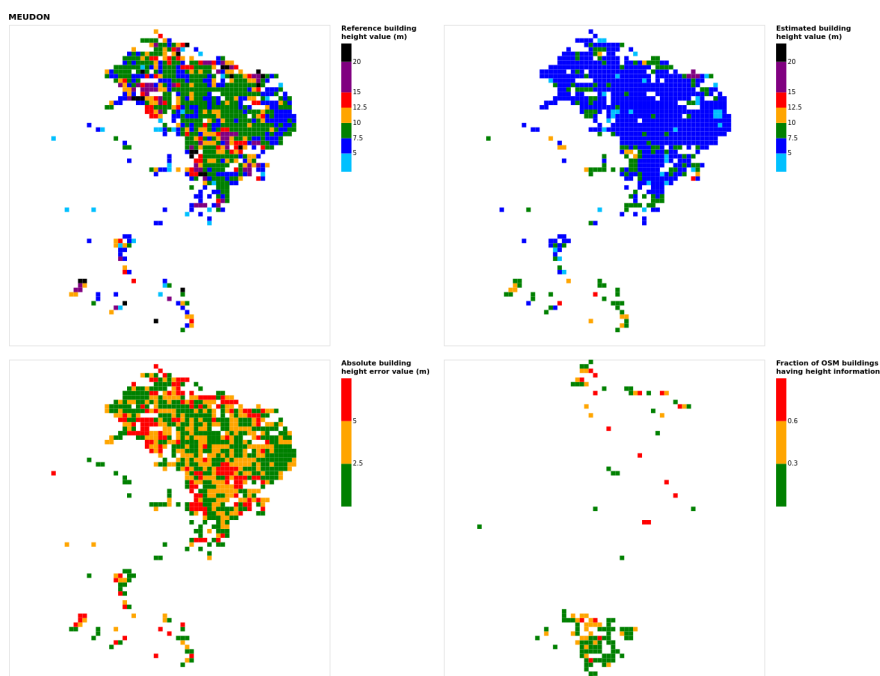 MEUDON
Reference building
height value (m)
20
15
12.5
10
7.5
5
Estimated building
height value (m)
20
15
12.5
10
7.5
5
Absolute building
height error value (m)
5
2.5
Fraction of OSM buildings
having height information
0.6
0.3